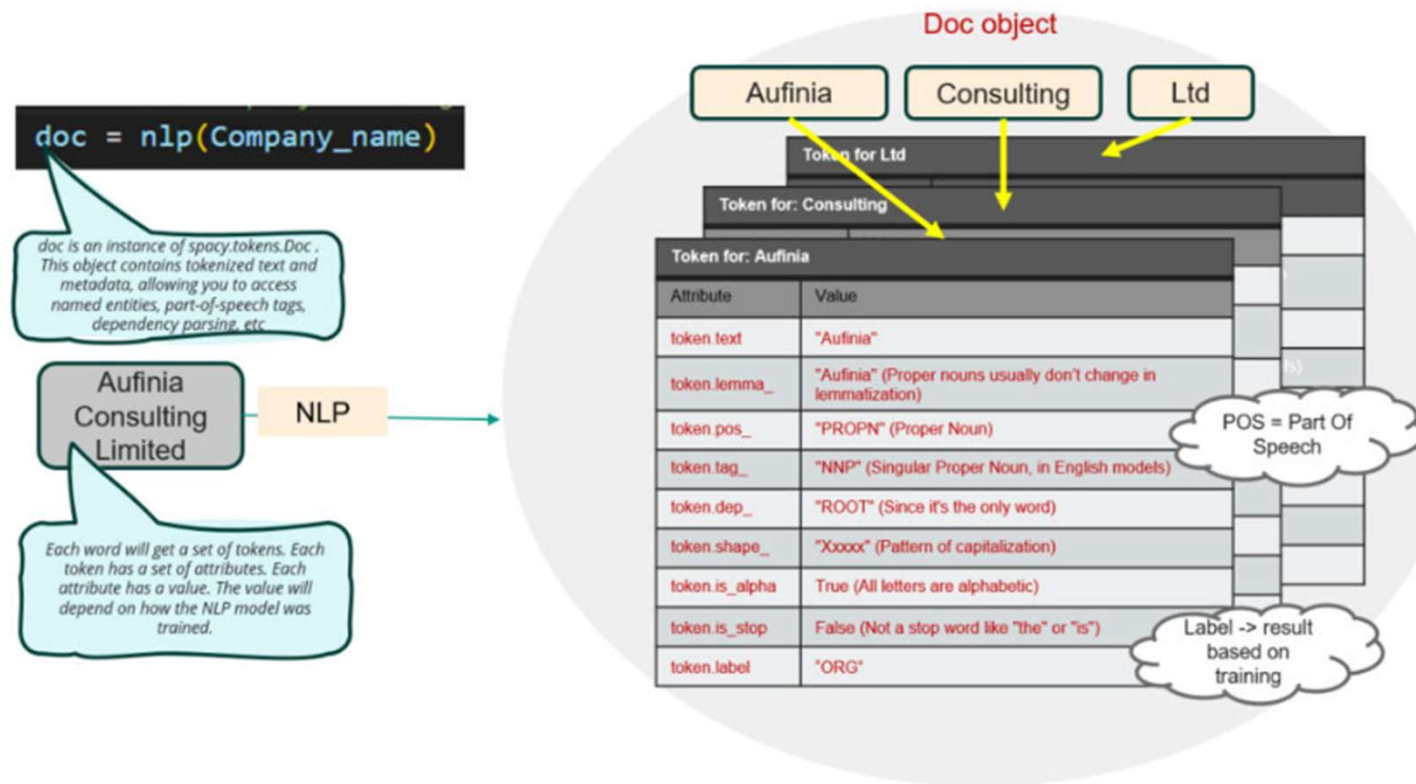 Doc object
Aufinia
Consulting
Ltd
doc = nlp(Company_name)
doc is an instance of spacy.tokens.Doc .
This object contains tokenized text and
metadata, allowing you to access
named entities, part-of-speech tags,
dependency parsing, etc
Aufinia
Consulting
Limited
NLP
Each word will get a set of tokens. Each
token has a set of attributes. Each
attribute has a value. The value will
depend on how the NLP model was
trained.
Token for Ltd
Token for: Consulting
Token for: Aufinia
Attribute Value
token.text "Aufinia"
token.lemma_ "Aufinia" (Proper nouns usually don't change in
lemmatization)
token.pos_ "PROPN" (Proper Noun)
token.tag_ "NNP" (Singular Proper Noun, in English models)
token.dep_ "ROOT" (Since it's the only word)
token.shape_ "Xxxxx" (Pattern of capitalization)
token.is_alpha True (All letters are alphabetic)
token.is_stop False (Not a stop word like "the" or "is")
token.label "ORG"
POS = Part Of
Speech
Label -> result
based on
training